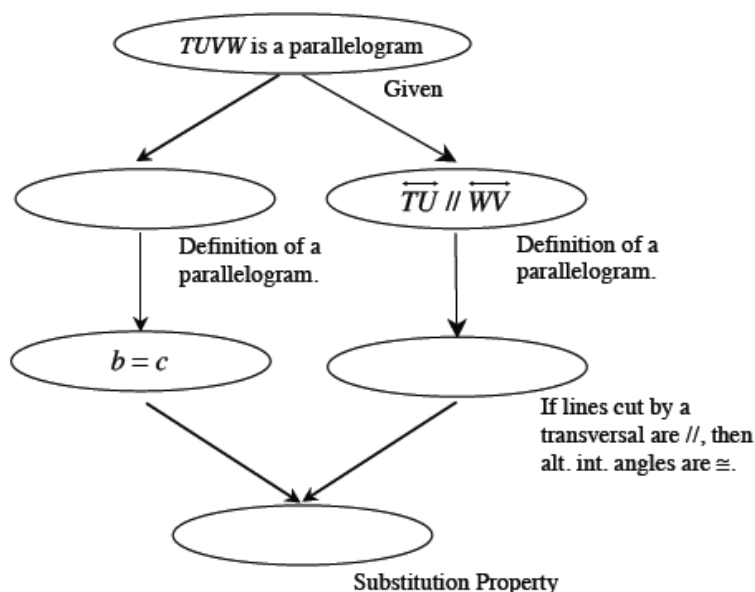 TUVW is a parallelogram
Given
TU // WV
Definition of a
parallelogram.
Definition of a
parallelogram.
b = c
If lines cut by a
transversal are //, then
alt. int. angles are ≅.
Substitution Property